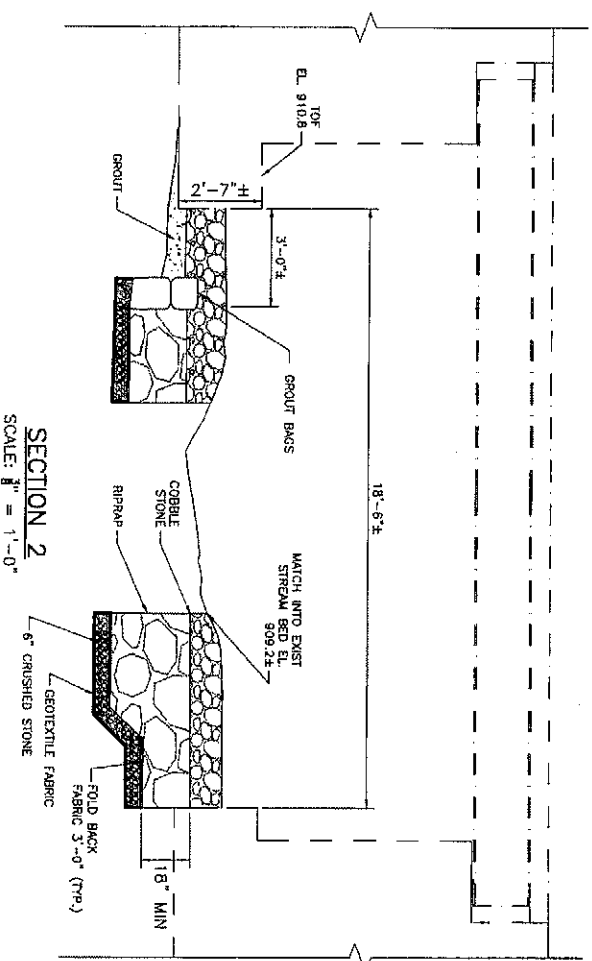 18'-6"±
TOF
EL. 910.8
2'-7"±
3'-0"±
GROUT
GROUT BAGS
MATCH INTO EXIST
STREAM BED EL.
909.2±
COBBLE
STONE
RIPRAP
18" MIN
FOLD BACK
FABRIC 3'-0" (TYP.)
GEOTEXTILE FABRIC
6" CRUSHED STONE
SECTION 2
SCALE: 3/8" = 1'-0"